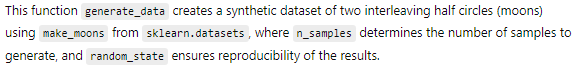 This function generate_data creates a synthetic dataset of two interleaving half circles (moons)
using make_moons from sklearn.datasets, where n_samples determines the number of samples to
generate, and random_state ensures reproducibility of the results.